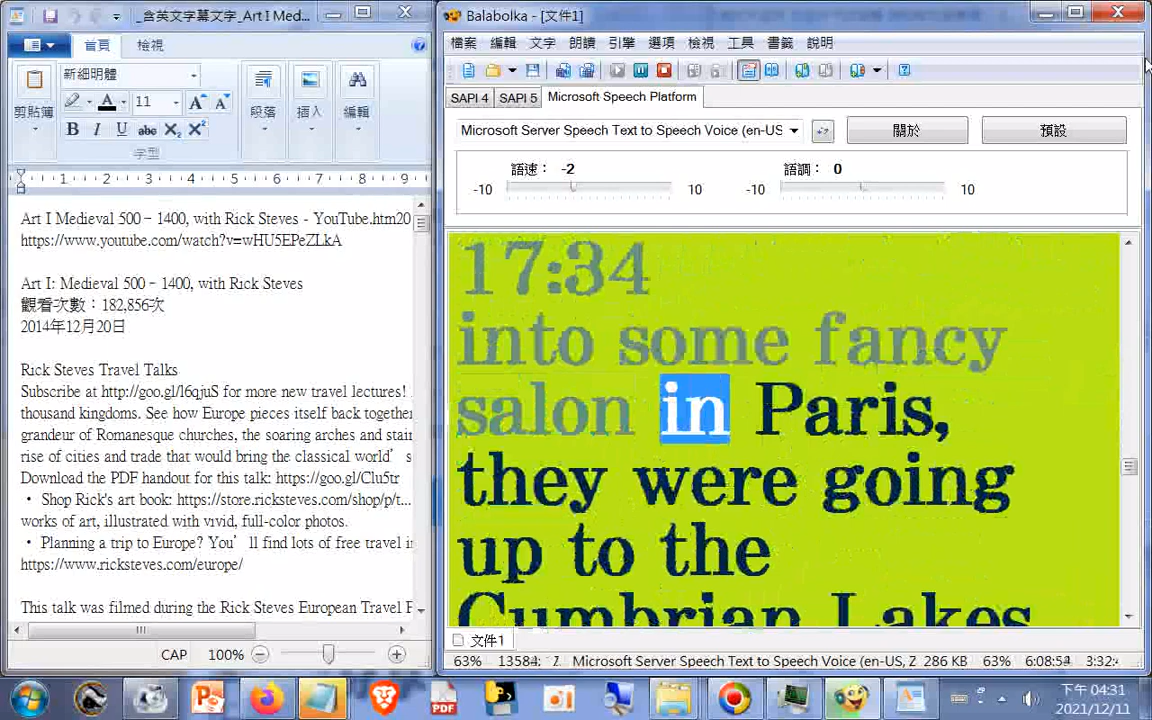 _含英文字幕文字_Art I Med...
首頁
檢視
新細明體
11
剪貼簿
段落
插入
編輯
字型
1 2 3 4 5 6 7 8 9
Art I Medieval 500–1400, with Rick Steves - YouTube.htm20
https://www.youtube.com/watch?v=wHU5EPeZLkA
Art I: Medieval 500–1400, with Rick Steves
觀看次數：182,856次
2014年12月20日
Rick Steves Travel Talks
Subscribe at http://goo.gl/l6qjuS for more new travel lectures!
thousand kingdoms. See how Europe pieces itself back together
grandeur of Romanesque churches, the soaring arches and stain
rise of cities and trade that would bring the classical world’s
Download the PDF handout for this talk: https://goo.gl/Clu5tr
• Shop Rick's art book: https://store.ricksteves.com/shop/p/t...
works of art, illustrated with vivid, full-color photos.
• Planning a trip to Europe? You’ll find lots of free travel i
https://www.ricksteves.com/europe/
This talk was filmed during the Rick Steves European Travel F
CAP 100%
Balabolka - [文件1]
檔案 編輯 文字 朗讀 引擎 選項 檢視 工具 書籤 說明
SAPI 4 SAPI 5 Microsoft Speech Platform
Microsoft Server Speech Text to Speech Voice (en-US
關於 預設
語速： -2 語調： 0
-10 10 -10 10
17:34
into some fancy
salon in Paris,
they were going
up to the
Cumbrian Lakes
文件1
63% Microsoft Server Speech Text to Speech Voice (en-US, Z 286 KB 63%
下午 04:31
2021/12/11